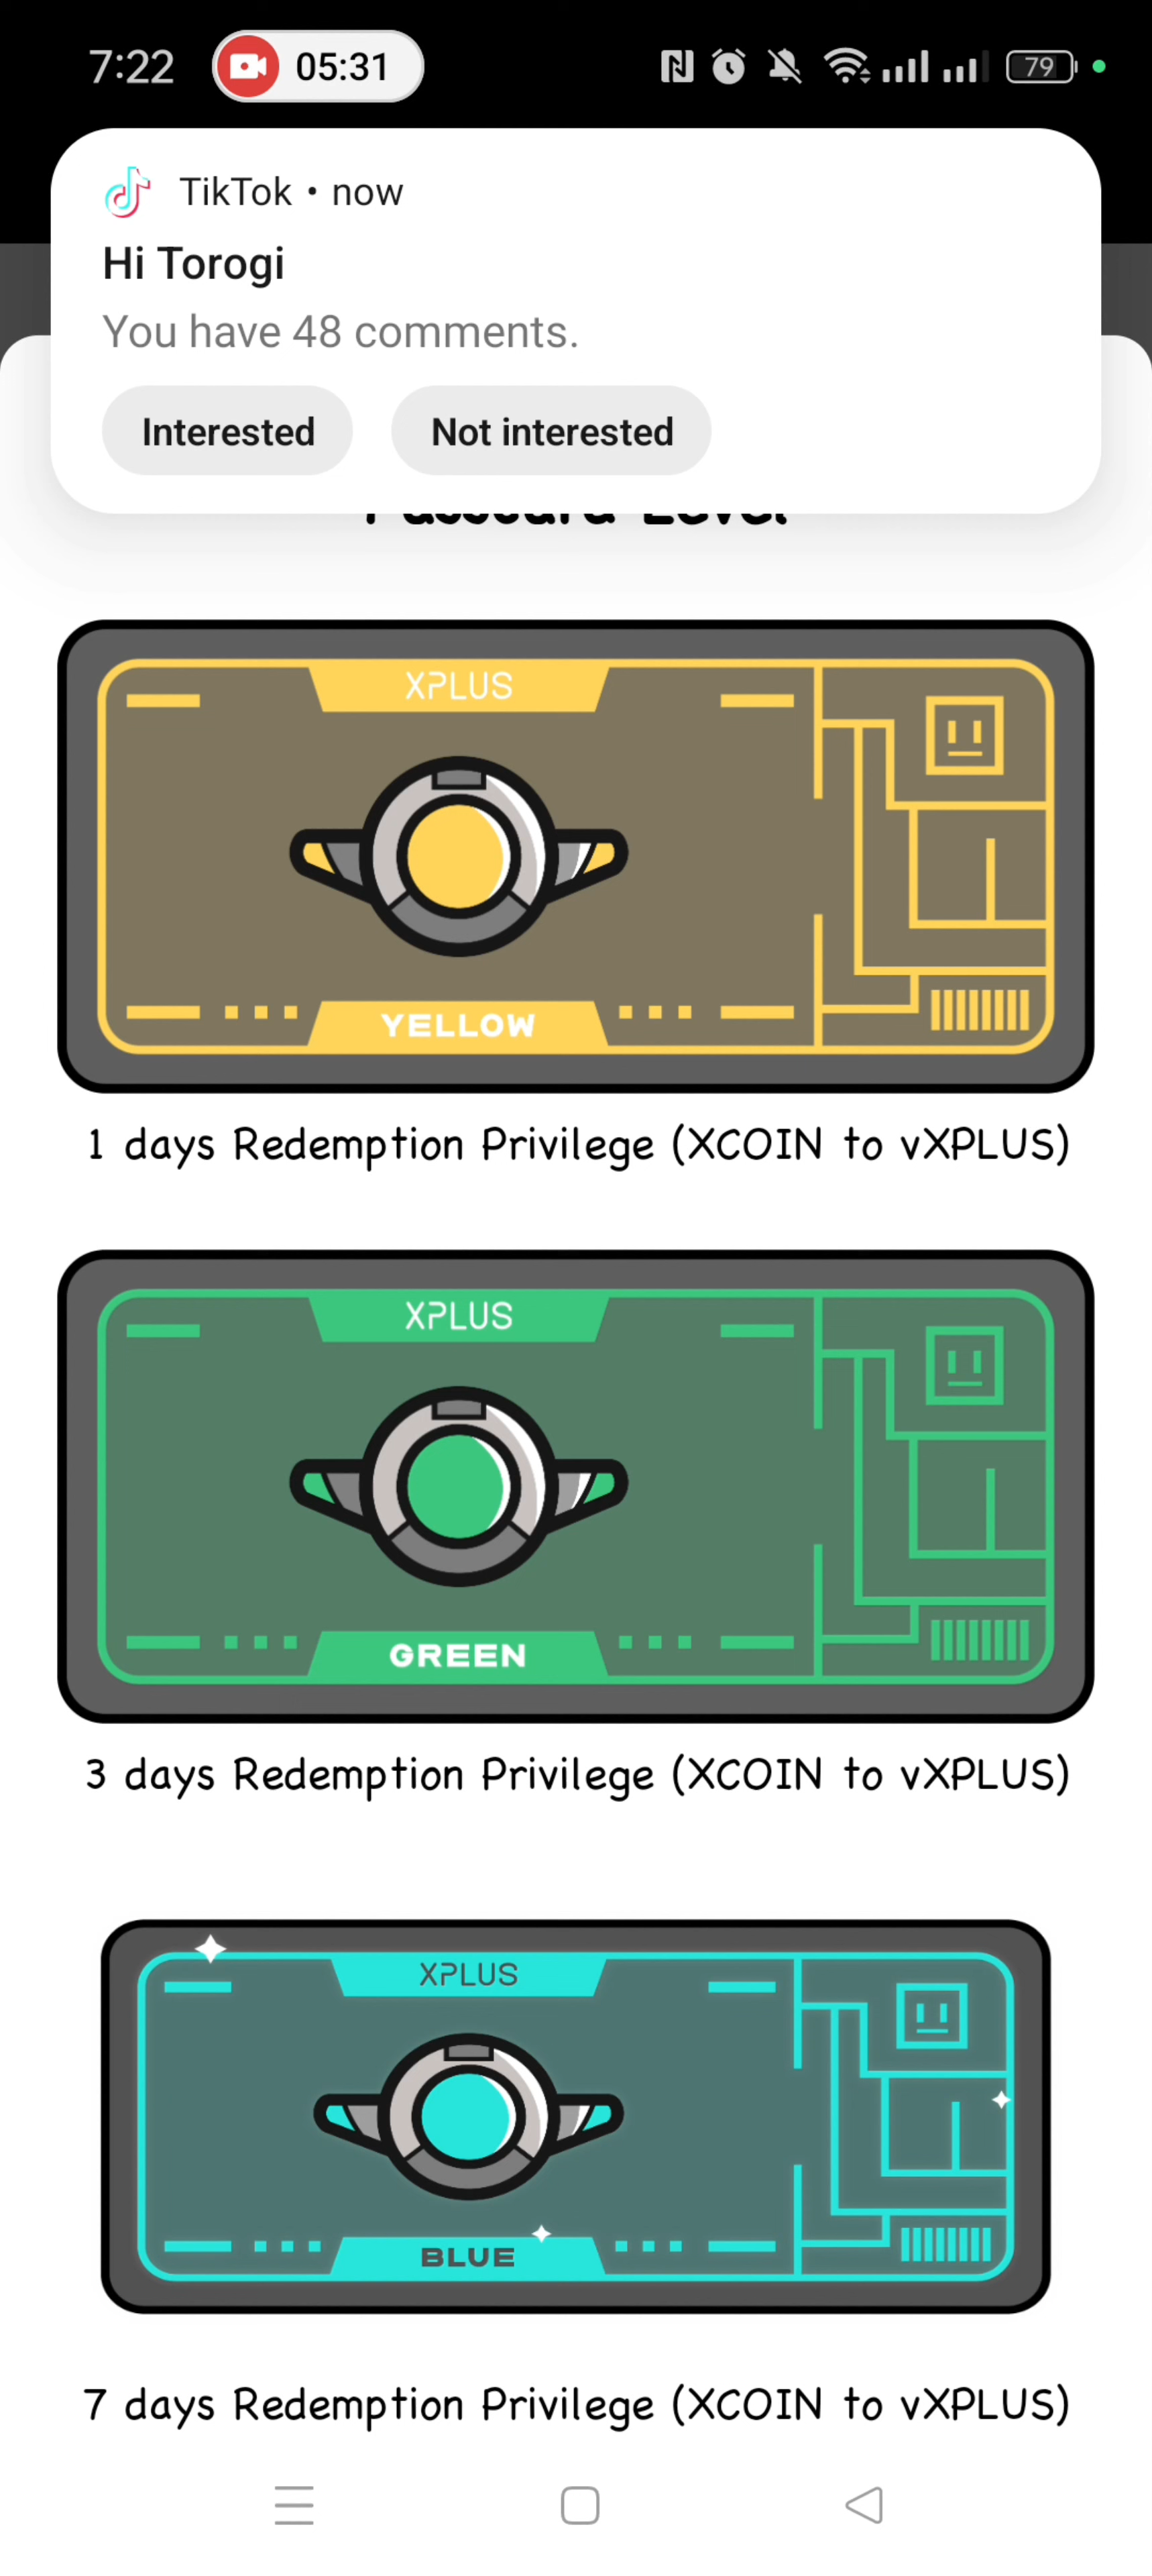 7:22 05:31 79
TikTok • now
Hi Torogi
You have 48 comments.
Interested Not interested
Level
XPLUS
YELLOW
1 days Redemption Privilege (XCOIN to vXPLUS)
XPLUS
GREEN
3 days Redemption Privilege (XCOIN to vXPLUS)
XPLUS
BLUE
7 days Redemption Privilege (XCOIN to vXPLUS)